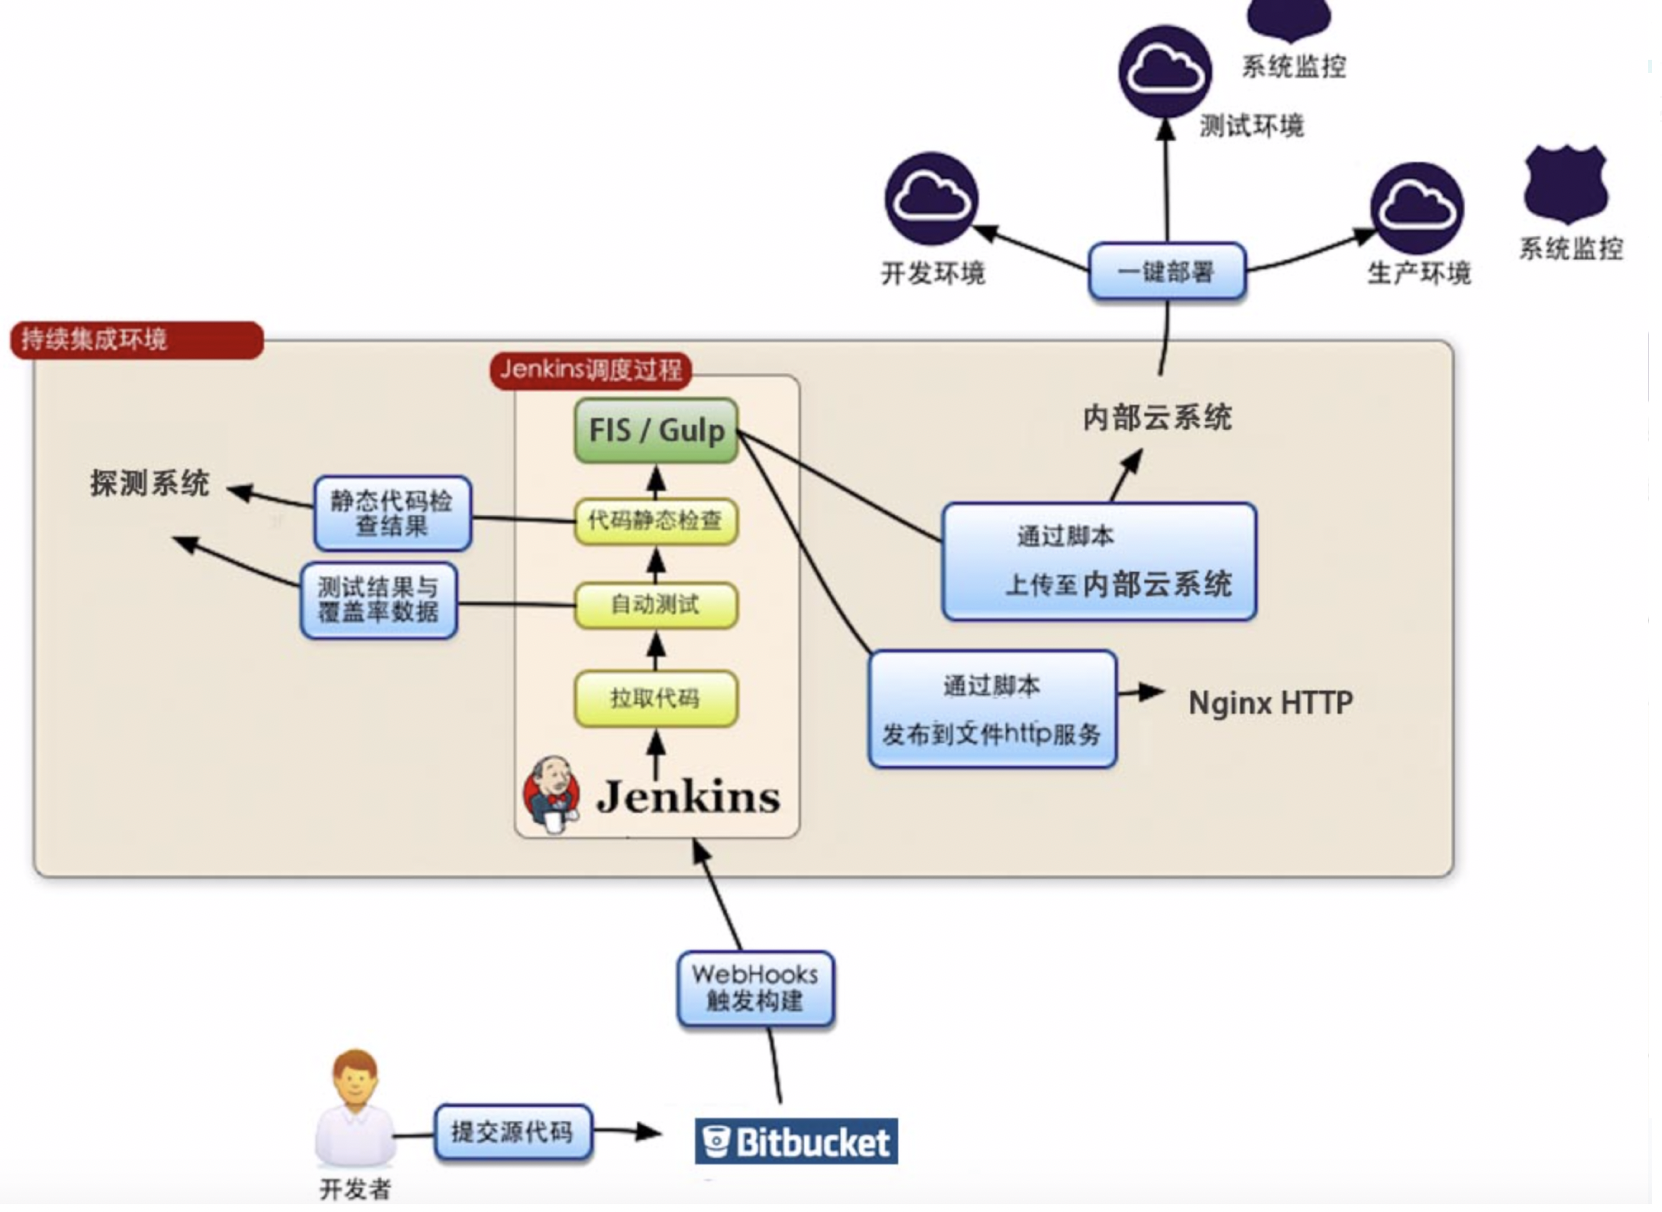 系统监控
测试环境
开发环境
一键部署
生产环境
系统监控
持续集成环境
Jenkins调度过程
FIS / Gulp
内部云系统
探测系统
静态代码检
查结果
代码静态检查
通过脚本
上传至内部云系统
测试结果与
覆盖率数据
自动测试
拉取代码
通过脚本
发布到文件http服务
Nginx HTTP
Jenkins
WebHooks
触发构建
提交源代码
Bitbucket
开发者